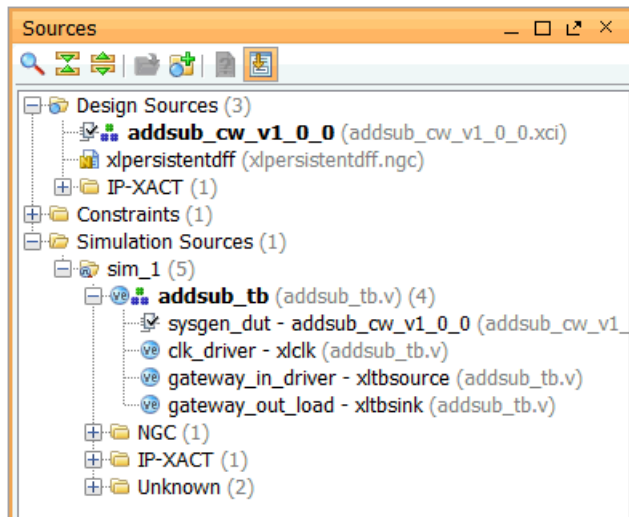 Sources
Design Sources (3)
addsub_cw_v1_0_0 (addsub_cw_v1_0_0.xci)
xlpersistentdff (xlpersistentdff.ngc)
IP-XACT (1)
Constraints (1)
Simulation Sources (1)
sim_1 (5)
addsub_tb (addsub_tb.v) (4)
sysgen_dut - addsub_cw_v1_0_0 (addsub_cw_v1_
clk_driver - xlclk (addsub_tb.v)
gateway_in_driver - xltbsource (addsub_tb.v)
gateway_out_load - xltbsink (addsub_tb.v)
NGC (1)
IP-XACT (1)
Unknown (2)